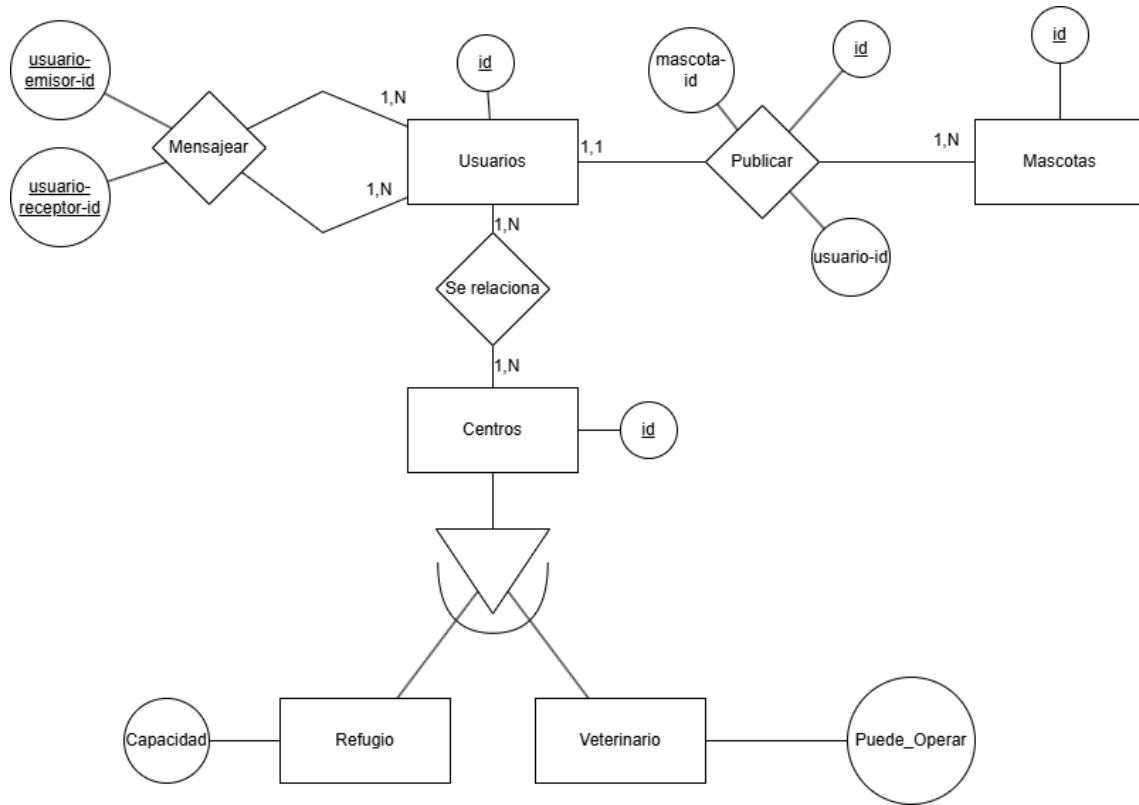 usuario-
emisor-id
id
mascota-
id
id
id
1,N
Mensajear
Usuarios
1,1
Publicar
1,N
Mascotas
usuario-
receptor-id
1,N
1,N
usuario-id
Se relaciona
1,N
Centros
id
Capacidad
Refugio
Veterinario
Puede_Operar